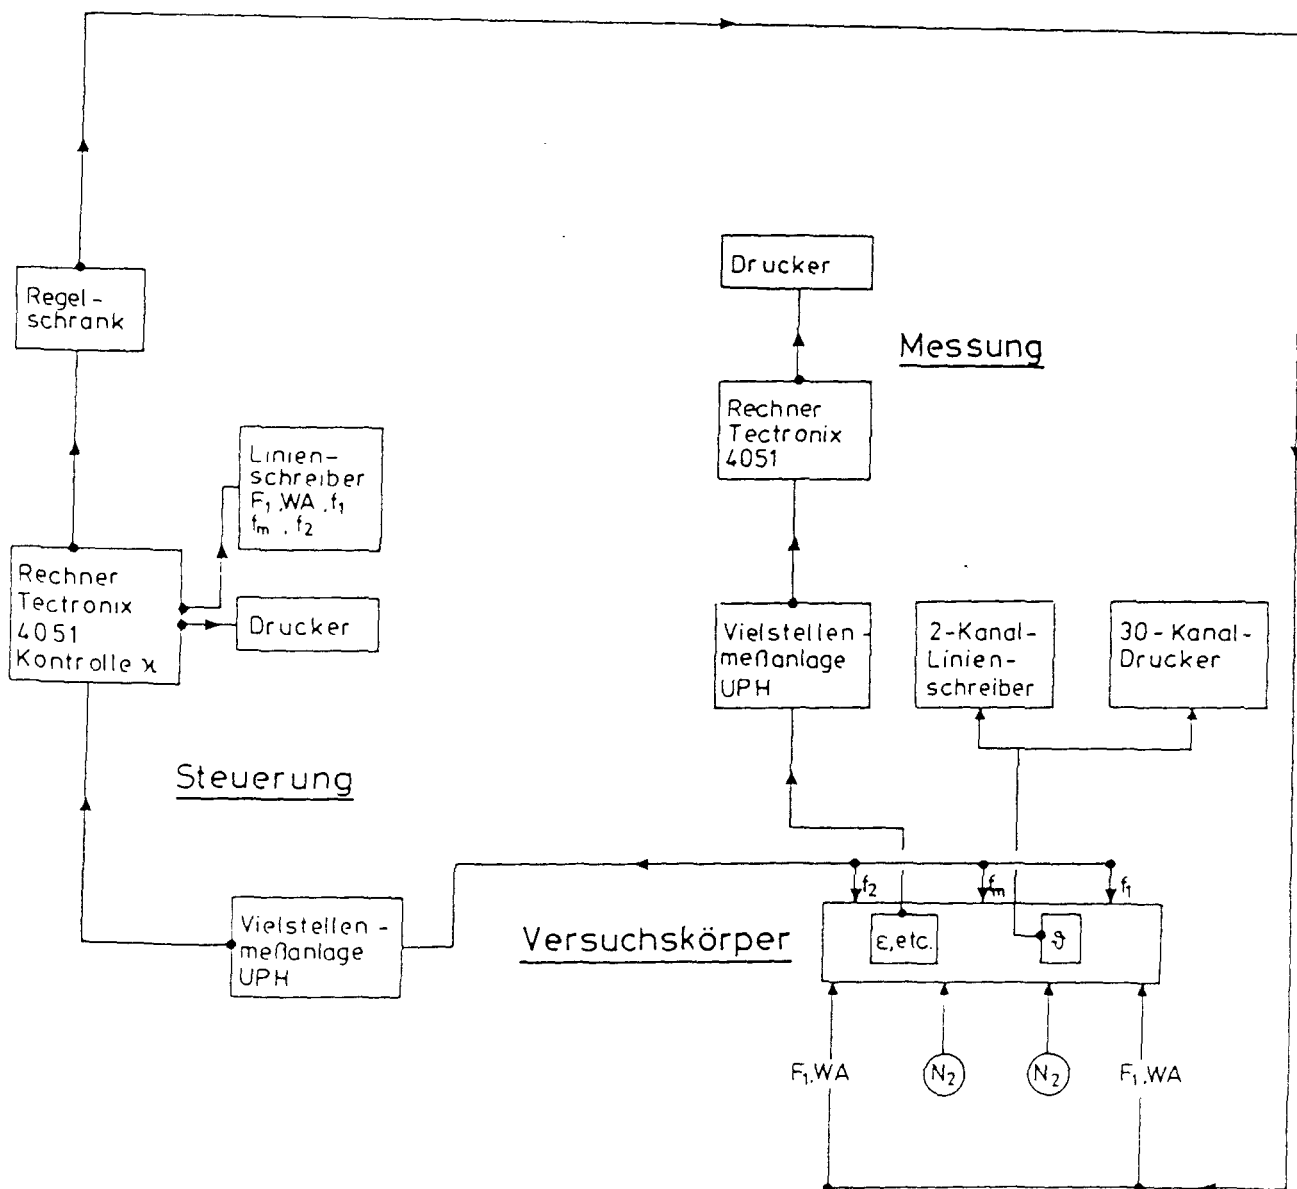 Drucker
Regel-
schrank
Messung
Rechner
Tectronix
4051
Linien-
schreiber
F₁,WA,f₁
fₘ,f₂
Rechner
Tectronix
4051
Kontrolle ϰ
Drucker
Vielstellen-
meßanlage
UPH
2-Kanal-
Linien-
schreiber
30-Kanal-
Drucker
Steuerung
f₂
fₘ
f₁
Vielstellen-
meßanlage
UPH
Versuchskörper
ε,etc.
ϑ
F₁,WA
N₂
N₂
F₁,WA